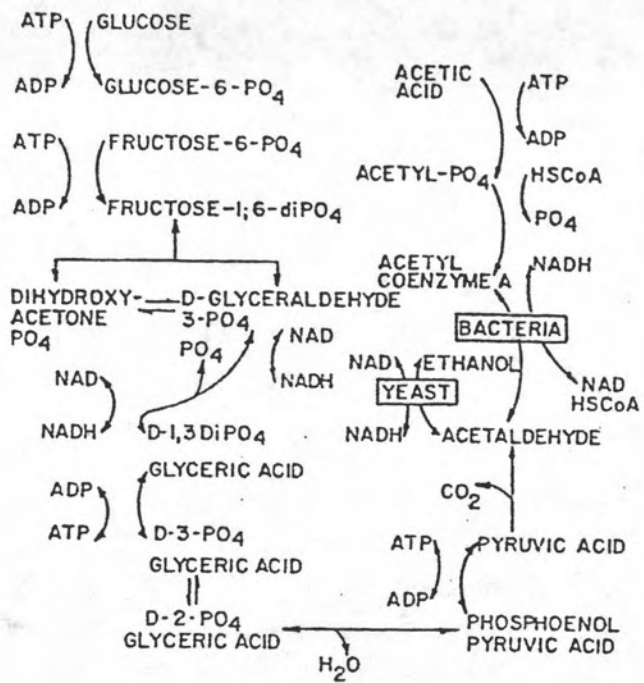 ATP GLUCOSE
ADP GLUCOSE-6-PO4
ATP FRUCTOSE-6-PO4
ADP FRUCTOSE-1;6-diPO4
DIHYDROXY-
ACETONE
PO4
D-GLYCERALDEHYDE
3-PO4
PO4
NAD
NADH
NAD
NADH
D-1,3DiPO4
GLYCERIC ACID
ADP
ATP
D-3-PO4
GLYCERIC ACID
D-2-PO4
GLYCERIC ACID
H2O
ACETIC
ACID
ATP
ADP
ACETYL-PO4
HSCoA
PO4
ACETYL
COENZYME A
NADH
BACTERIA
NAD
HSCoA
NAD
ETHANOL
YEAST
NADH
ACETALDEHYDE
CO2
PYRUVIC ACID
ATP
ADP
PHOSPHOENOL
PYRUVIC ACID